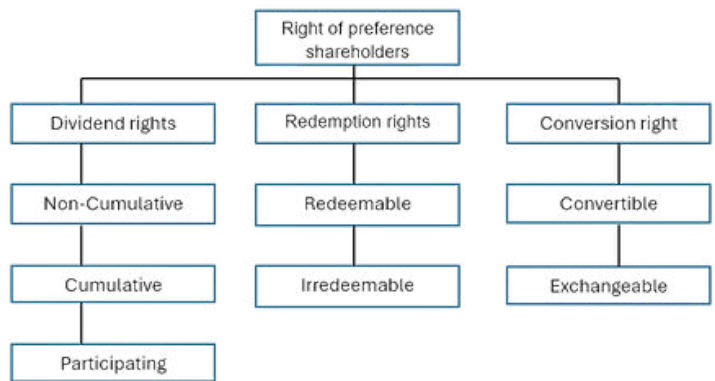 Right of preference
shareholders
Dividend rights
Redemption rights
Conversion right
Non-Cumulative
Redeemable
Convertible
Cumulative
Irredeemable
Exchangeable
Participating